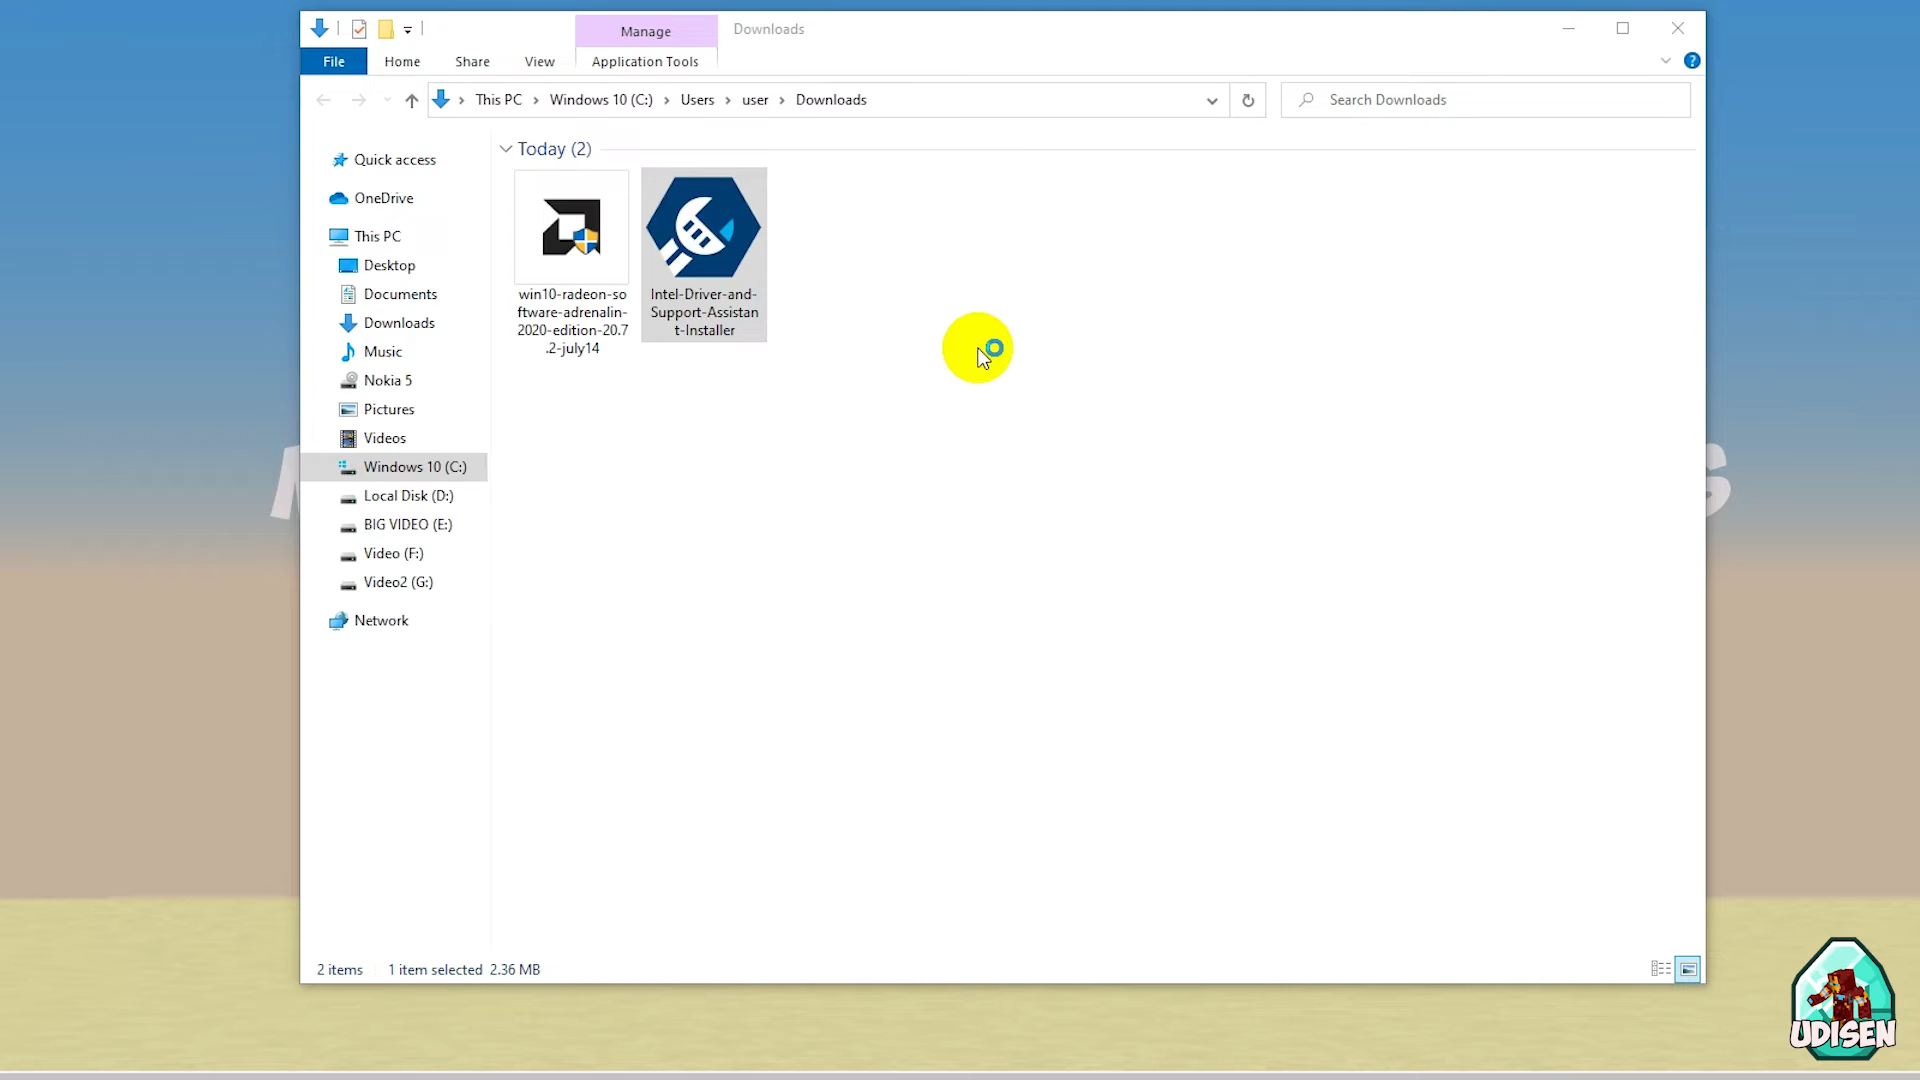 Manage
Downloads
File
Home
Share
View
Application Tools
This PC
Windows 10 (C:)
Users
user
Downloads
Search Downloads
Quick access
OneDrive
This PC
Desktop
Documents
Downloads
Music
Nokia 5
Pictures
Videos
Windows 10 (C:)
Local Disk (D:)
BIG VIDEO (E:)
Video (F:)
Video2 (G:)
Network
Today (2)
win10-radeon-so
ftware-adrenalin-
2020-edition-20.7
.2-july14
Intel-Driver-and-
Support-Assistan
t-Installer
2 items
1 item selected 2.36 MB
UDISEN